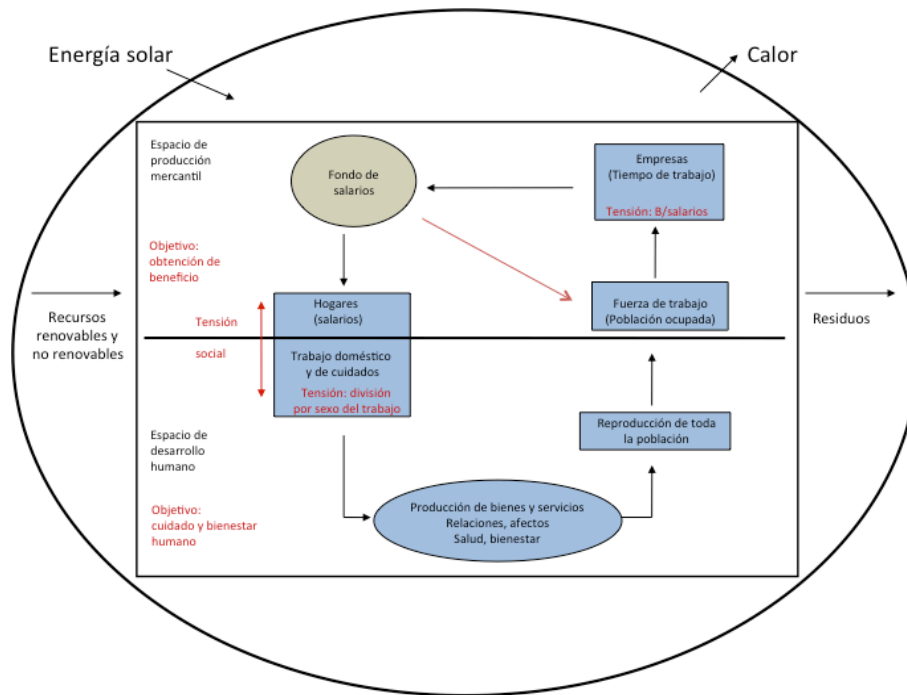 Energía solar
Calor
Espacio de
producción
mercantil
Fondo de
salarios
Empresas
(Tiempo de trabajo)
Tensión: B/salarios
Objetivo:
obtención de
beneficio
Recursos
renovables y
no renovables
Tensión
social
Hogares
(salarios)
Trabajo doméstico
y de cuidados
Tensión: división
por sexo del trabajo
Fuerza de trabajo
(Población ocupada)
Residuos
Espacio de
desarrollo
humano
Reproducción de toda
la población
Objetivo:
cuidado y bienestar
humano
Producción de bienes y servicios
Relaciones, afectos
Salud, bienestar